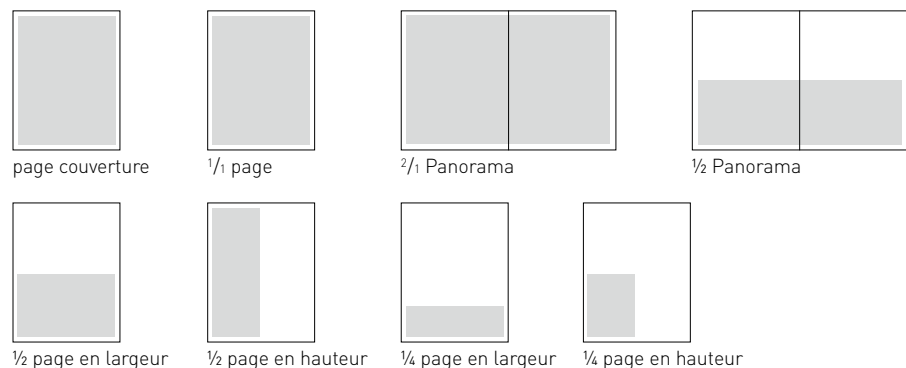 page couverture
1/1 page
2/1 Panorama
½ Panorama
½ page en largeur
½ page en hauteur
¼ page en largeur
¼ page en hauteur